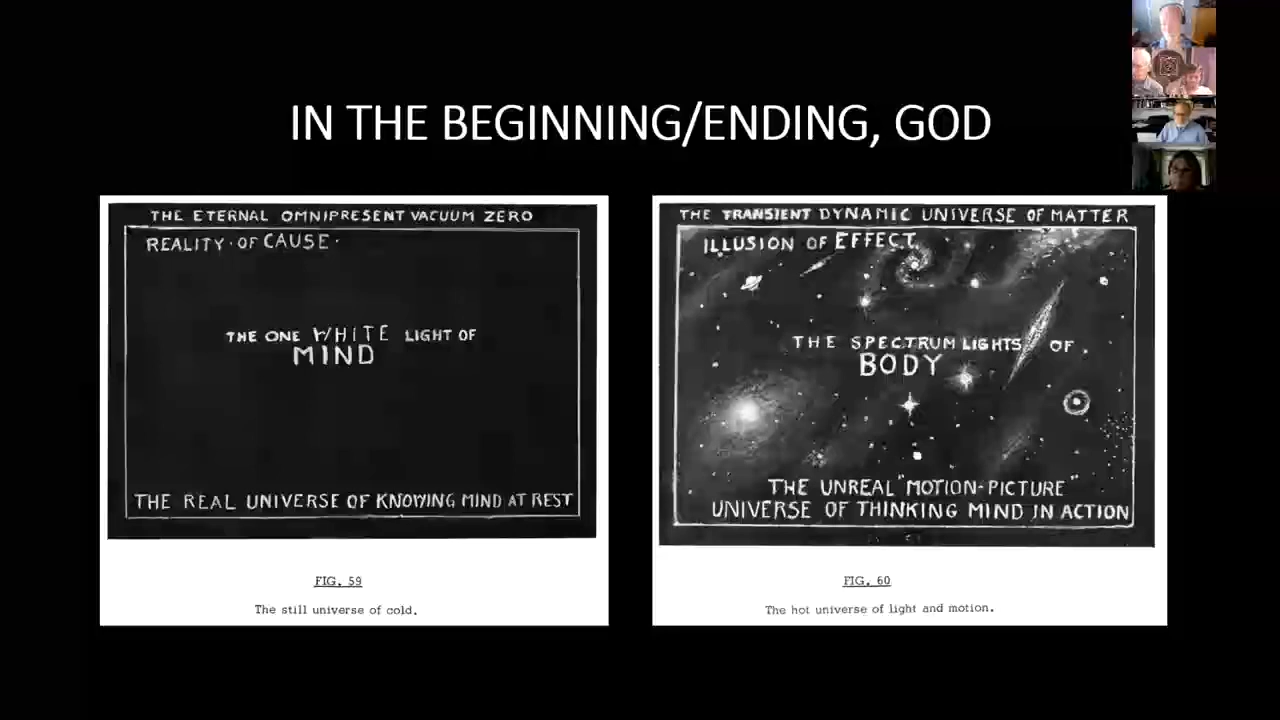 IN THE BEGINNING/ENDING, GOD
THE ETERNAL OMNIPRESENT VACUUM ZERO
REALITY · OF CAUSE ·
THE ONE WHITE LIGHT OF
MIND
THE REAL UNIVERSE OF KNOWING MIND AT REST
FIG. 59
The still universe of cold.
THE TRANSIENT DYNAMIC UNIVERSE OF MATTER
ILLUSION OF EFFECT
THE SPECTRUM LIGHTS OF
BODY
THE UNREAL "MOTION-PICTURE"
UNIVERSE OF THINKING MIND IN ACTION
FIG. 60
The hot universe of light and motion.